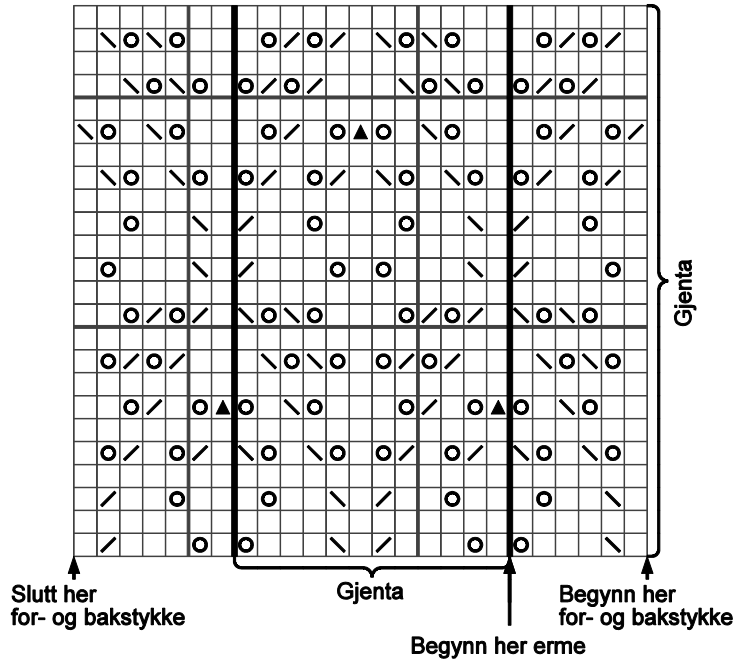 Gjenta
Slutt her
for- og bakstykke
Gjenta
Begynn her
for- og bakstykke
Begynn her erme